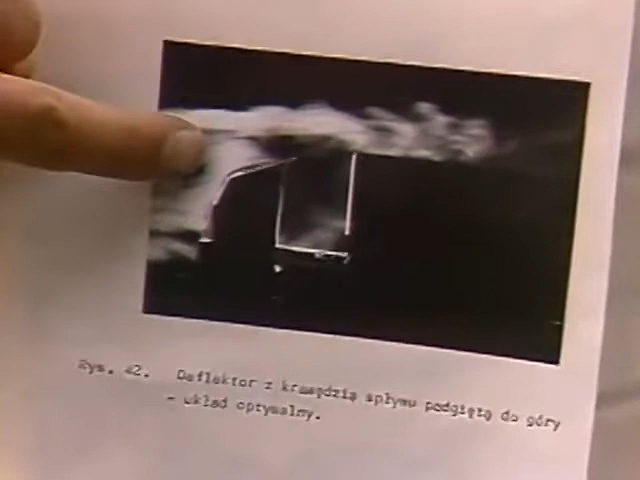 Rys. 42. Deflektor z krawędzią spływu podgiętą do góry
- układ optymalny.